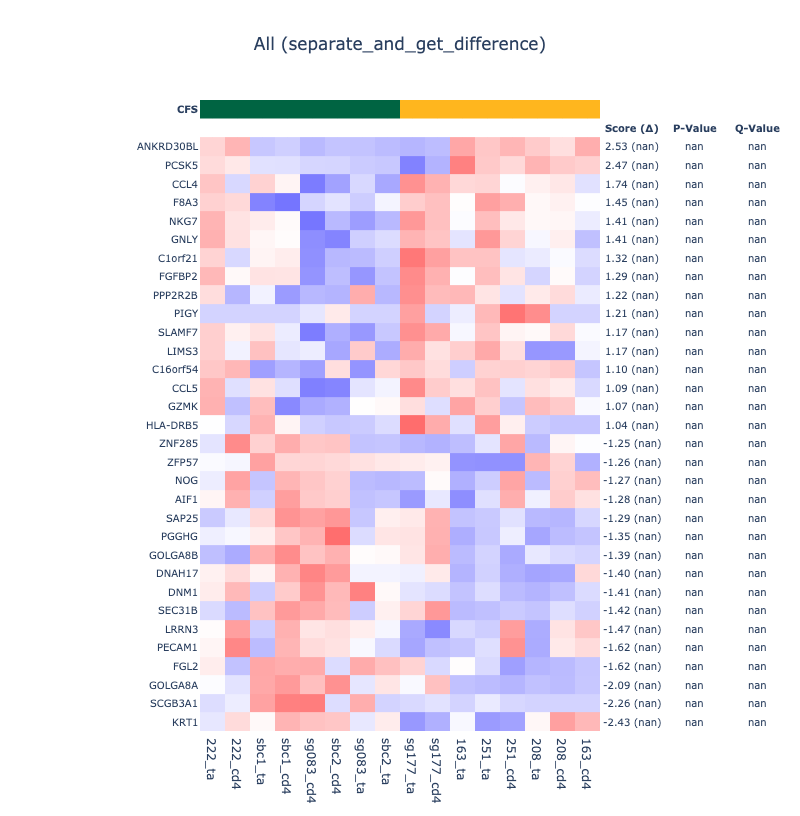 All (separate_and_get_difference)
CFS
Score (Δ) P-Value Q-Value
ANKRD30BL 2.53 (nan) nan nan
PCSK5 2.47 (nan) nan nan
CCL4 1.74 (nan) nan nan
F8A3 1.45 (nan) nan nan
NKG7 1.41 (nan) nan nan
GNLY 1.41 (nan) nan nan
C1orf21 1.32 (nan) nan nan
FGFBP2 1.29 (nan) nan nan
PPP2R2B 1.22 (nan) nan nan
PIGY 1.21 (nan) nan nan
SLAMF7 1.17 (nan) nan nan
LIMS3 1.17 (nan) nan nan
C16orf54 1.10 (nan) nan nan
CCL5 1.09 (nan) nan nan
GZMK 1.07 (nan) nan nan
HLA-DRB5 1.04 (nan) nan nan
ZNF285 -1.25 (nan) nan nan
ZFP57 -1.26 (nan) nan nan
NOG -1.27 (nan) nan nan
AIF1 -1.28 (nan) nan nan
SAP25 -1.29 (nan) nan nan
PGGHG -1.35 (nan) nan nan
GOLGA8B -1.39 (nan) nan nan
DNAH17 -1.40 (nan) nan nan
DNM1 -1.41 (nan) nan nan
SEC31B -1.42 (nan) nan nan
LRRN3 -1.47 (nan) nan nan
PECAM1 -1.62 (nan) nan nan
FGL2 -1.62 (nan) nan nan
GOLGA8A -2.09 (nan) nan nan
SCGB3A1 -2.26 (nan) nan nan
KRT1 -2.43 (nan) nan nan
222_ta
222_cd4
sbc1_ta
sbc1_cd4
sg083_cd4
sbc2_cd4
sg083_ta
sbc2_ta
sg177_ta
sg177_cd4
163_ta
251_ta
251_cd4
208_ta
208_cd4
163_cd4